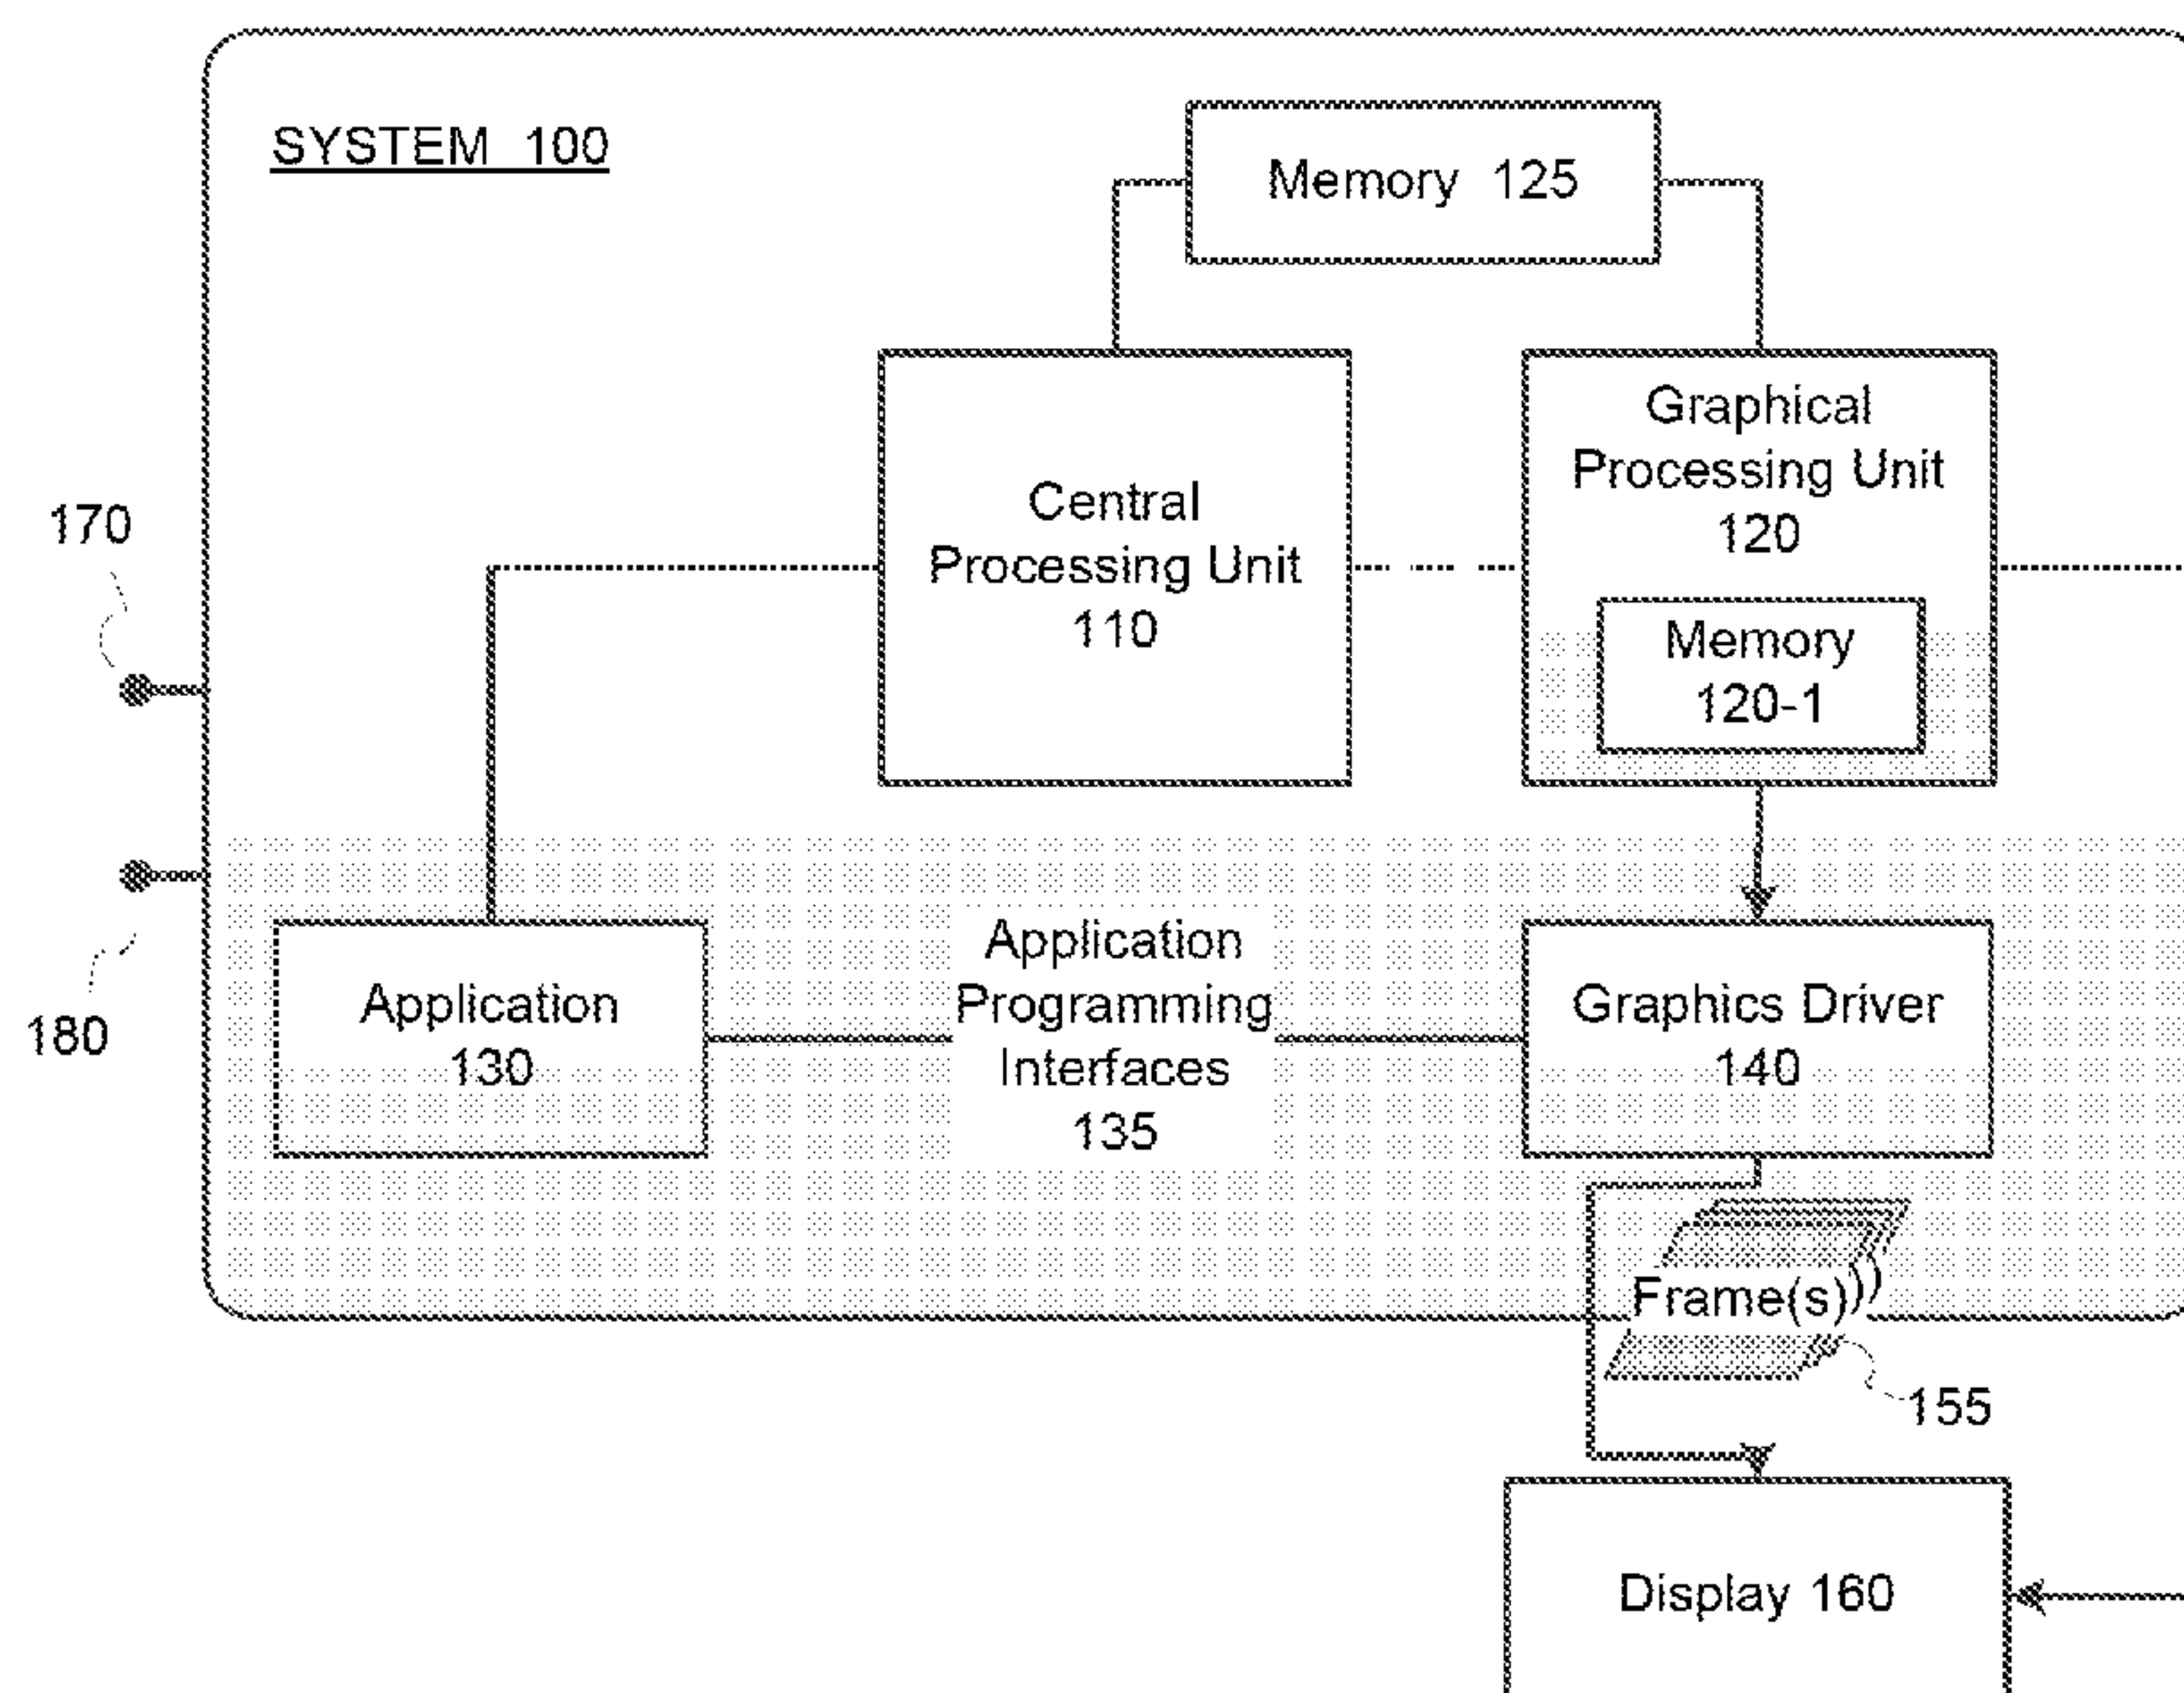 SYSTEM 100
Memory 125
Central
Processing Unit
110
Graphical
Processing Unit
120
Memory
120-1
170
180
Application
130
Application
Programming
Interfaces
135
Graphics Driver
140
Frame(s)))
155
Display 160